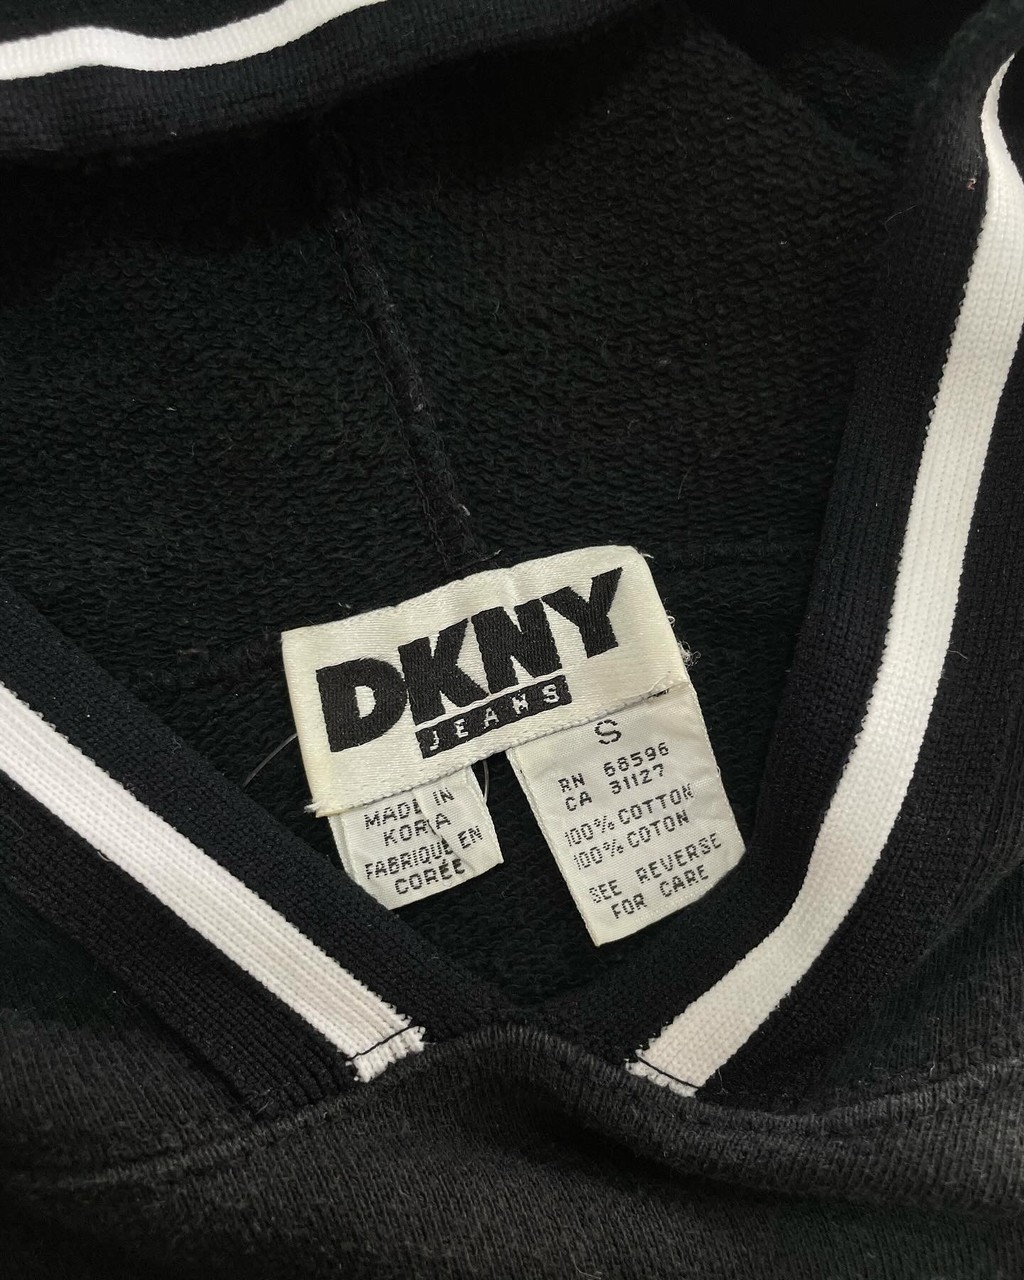 DKNY
JEANS
S
RN 68596
CA 31127
100% COTTON
100% COTON
SEE REVERSE
FOR CARE
MADE IN
KOREA
FABRIQUE EN
CORÉE